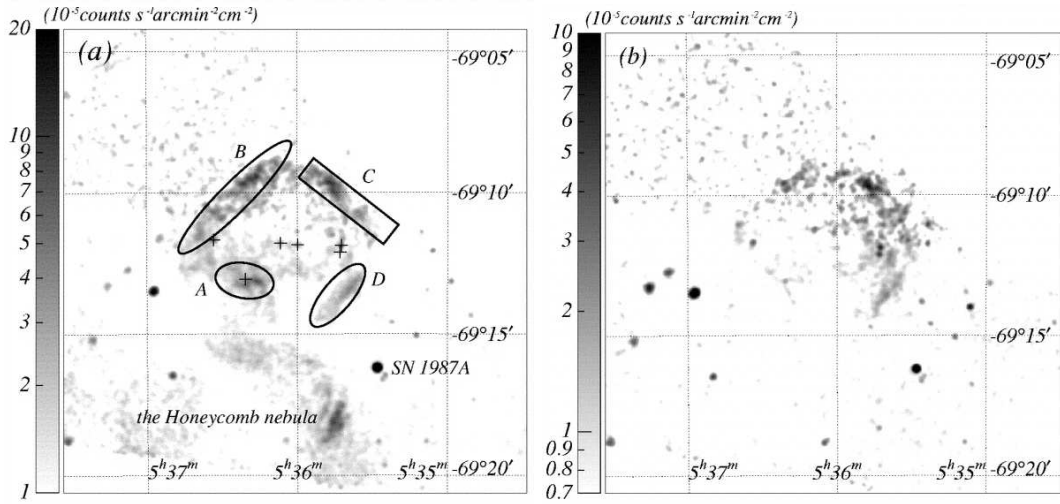 (10⁻⁵counts s⁻¹arcmin⁻²cm⁻²)
20
10
8
7
6
5
4
3
2
1
(a)
B
C
A
D
-69°05′
-69°10′
-69°15′
SN 1987A
the Honeycomb nebula
5ʰ37ᵐ
5ʰ36ᵐ
5ʰ35ᵐ
-69°20′
(10⁻⁵counts s⁻¹arcmin⁻²cm⁻²)
10
9
8
7
6
5
4
3
2
1
0.9
0.8
0.7
(b)
-69°05′
-69°10′
-69°15′
5ʰ37ᵐ
5ʰ36ᵐ
5ʰ35ᵐ
-69°20′